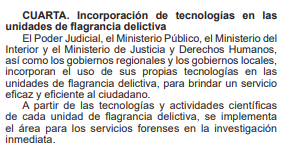 CUARTA. Incorporación de tecnologías en las
unidades de flagrancia delictiva
El Poder Judicial, el Ministerio Público, el Ministerio del
Interior y el Ministerio de Justicia y Derechos Humanos,
así como los gobiernos regionales y los gobiernos locales,
incorporan el uso de sus propias tecnologías en las
unidades de flagrancia delictiva, para brindar un servicio
eficaz y eficiente al ciudadano.
A partir de las tecnologías y actividades científicas
de cada unidad de flagrancia delictiva, se implementa
el área para los servicios forenses en la investigación
inmediata.